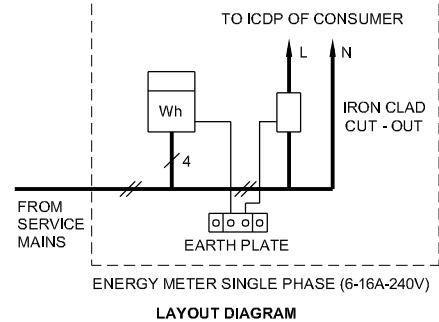 TO ICDP OF CONSUMER
L
N
Wh
IRON CLAD
CUT - OUT
4
FROM
SERVICE
MAINS
EARTH PLATE
ENERGY METER SINGLE PHASE (6-16A-240V)
LAYOUT DIAGRAM